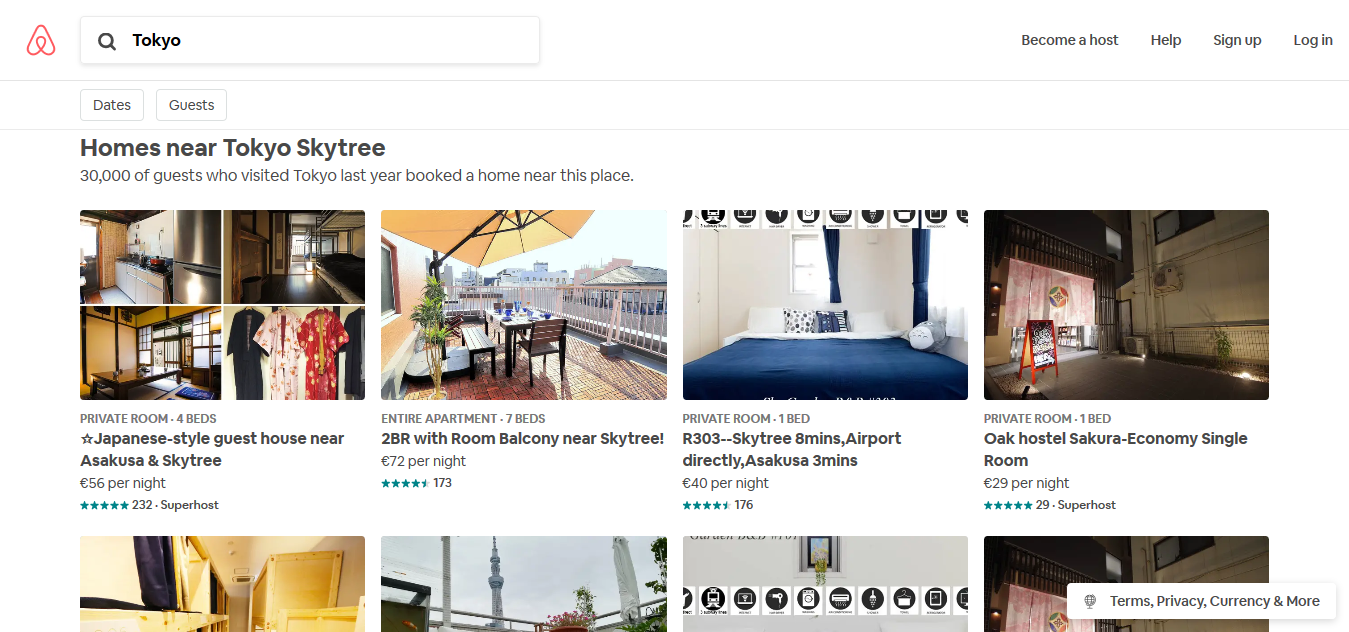 Tokyo
Become a host
Help
Sign up
Log in
Dates
Guests
Homes near Tokyo Skytree
30,000 of guests who visited Tokyo last year booked a home near this place.
PRIVATE ROOM · 4 BEDS
☆Japanese-style guest house near
Asakusa & Skytree
€56 per night
232 · Superhost
ENTIRE APARTMENT · 7 BEDS
2BR with Room Balcony near Skytree!
€72 per night
173
PRIVATE ROOM · 1 BED
R303--Skytree 8mins,Airport
directly,Asakusa 3mins
€40 per night
176
PRIVATE ROOM · 1 BED
Oak hostel Sakura-Economy Single
Room
€29 per night
29 · Superhost
Terms, Privacy, Currency & More